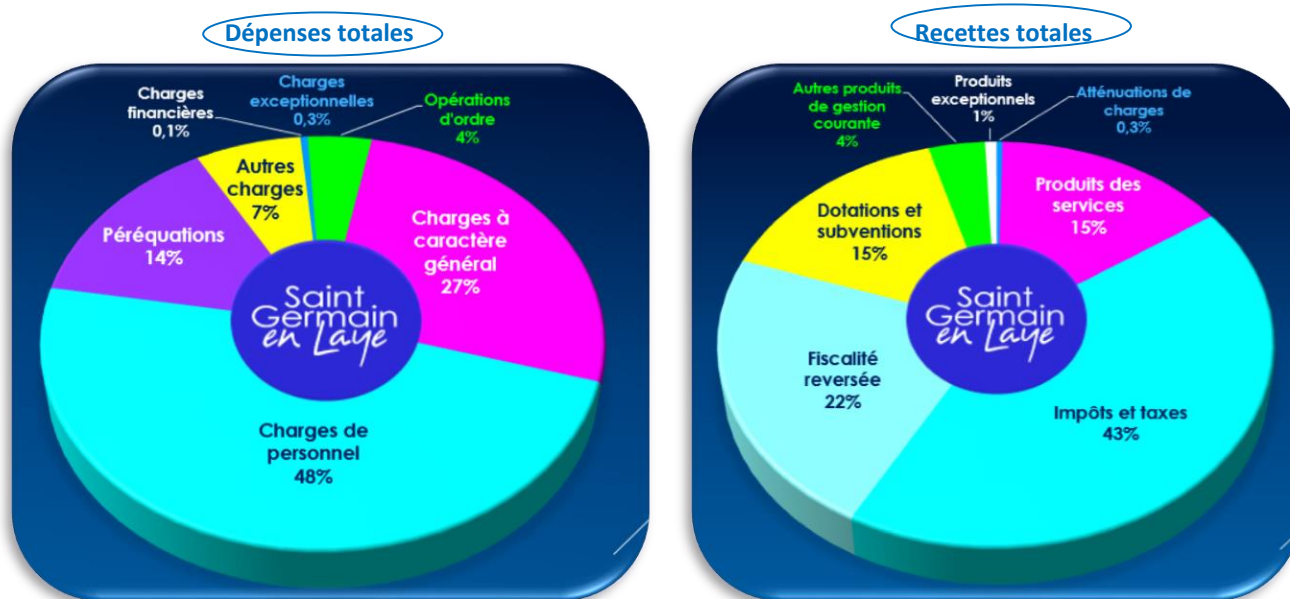 Dépenses totales
Charges
financières
0,1%
Charges
exceptionnelles
0,3%
Opérations
d'ordre
4%
Autres
charges
7%
Péréquations
14%
Charges à
caractère
général
27%
Saint
Germain
en Laye
Charges de
personnel
48%
Recettes totales
Autres produits
de gestion
courante
4%
Produits
exceptionnels
1%
Atténuations de
charges
0,3%
Produits des
services
15%
Dotations et
subventions
15%
Saint
Germain
en Laye
Fiscalité
reversée
22%
Impôts et taxes
43%